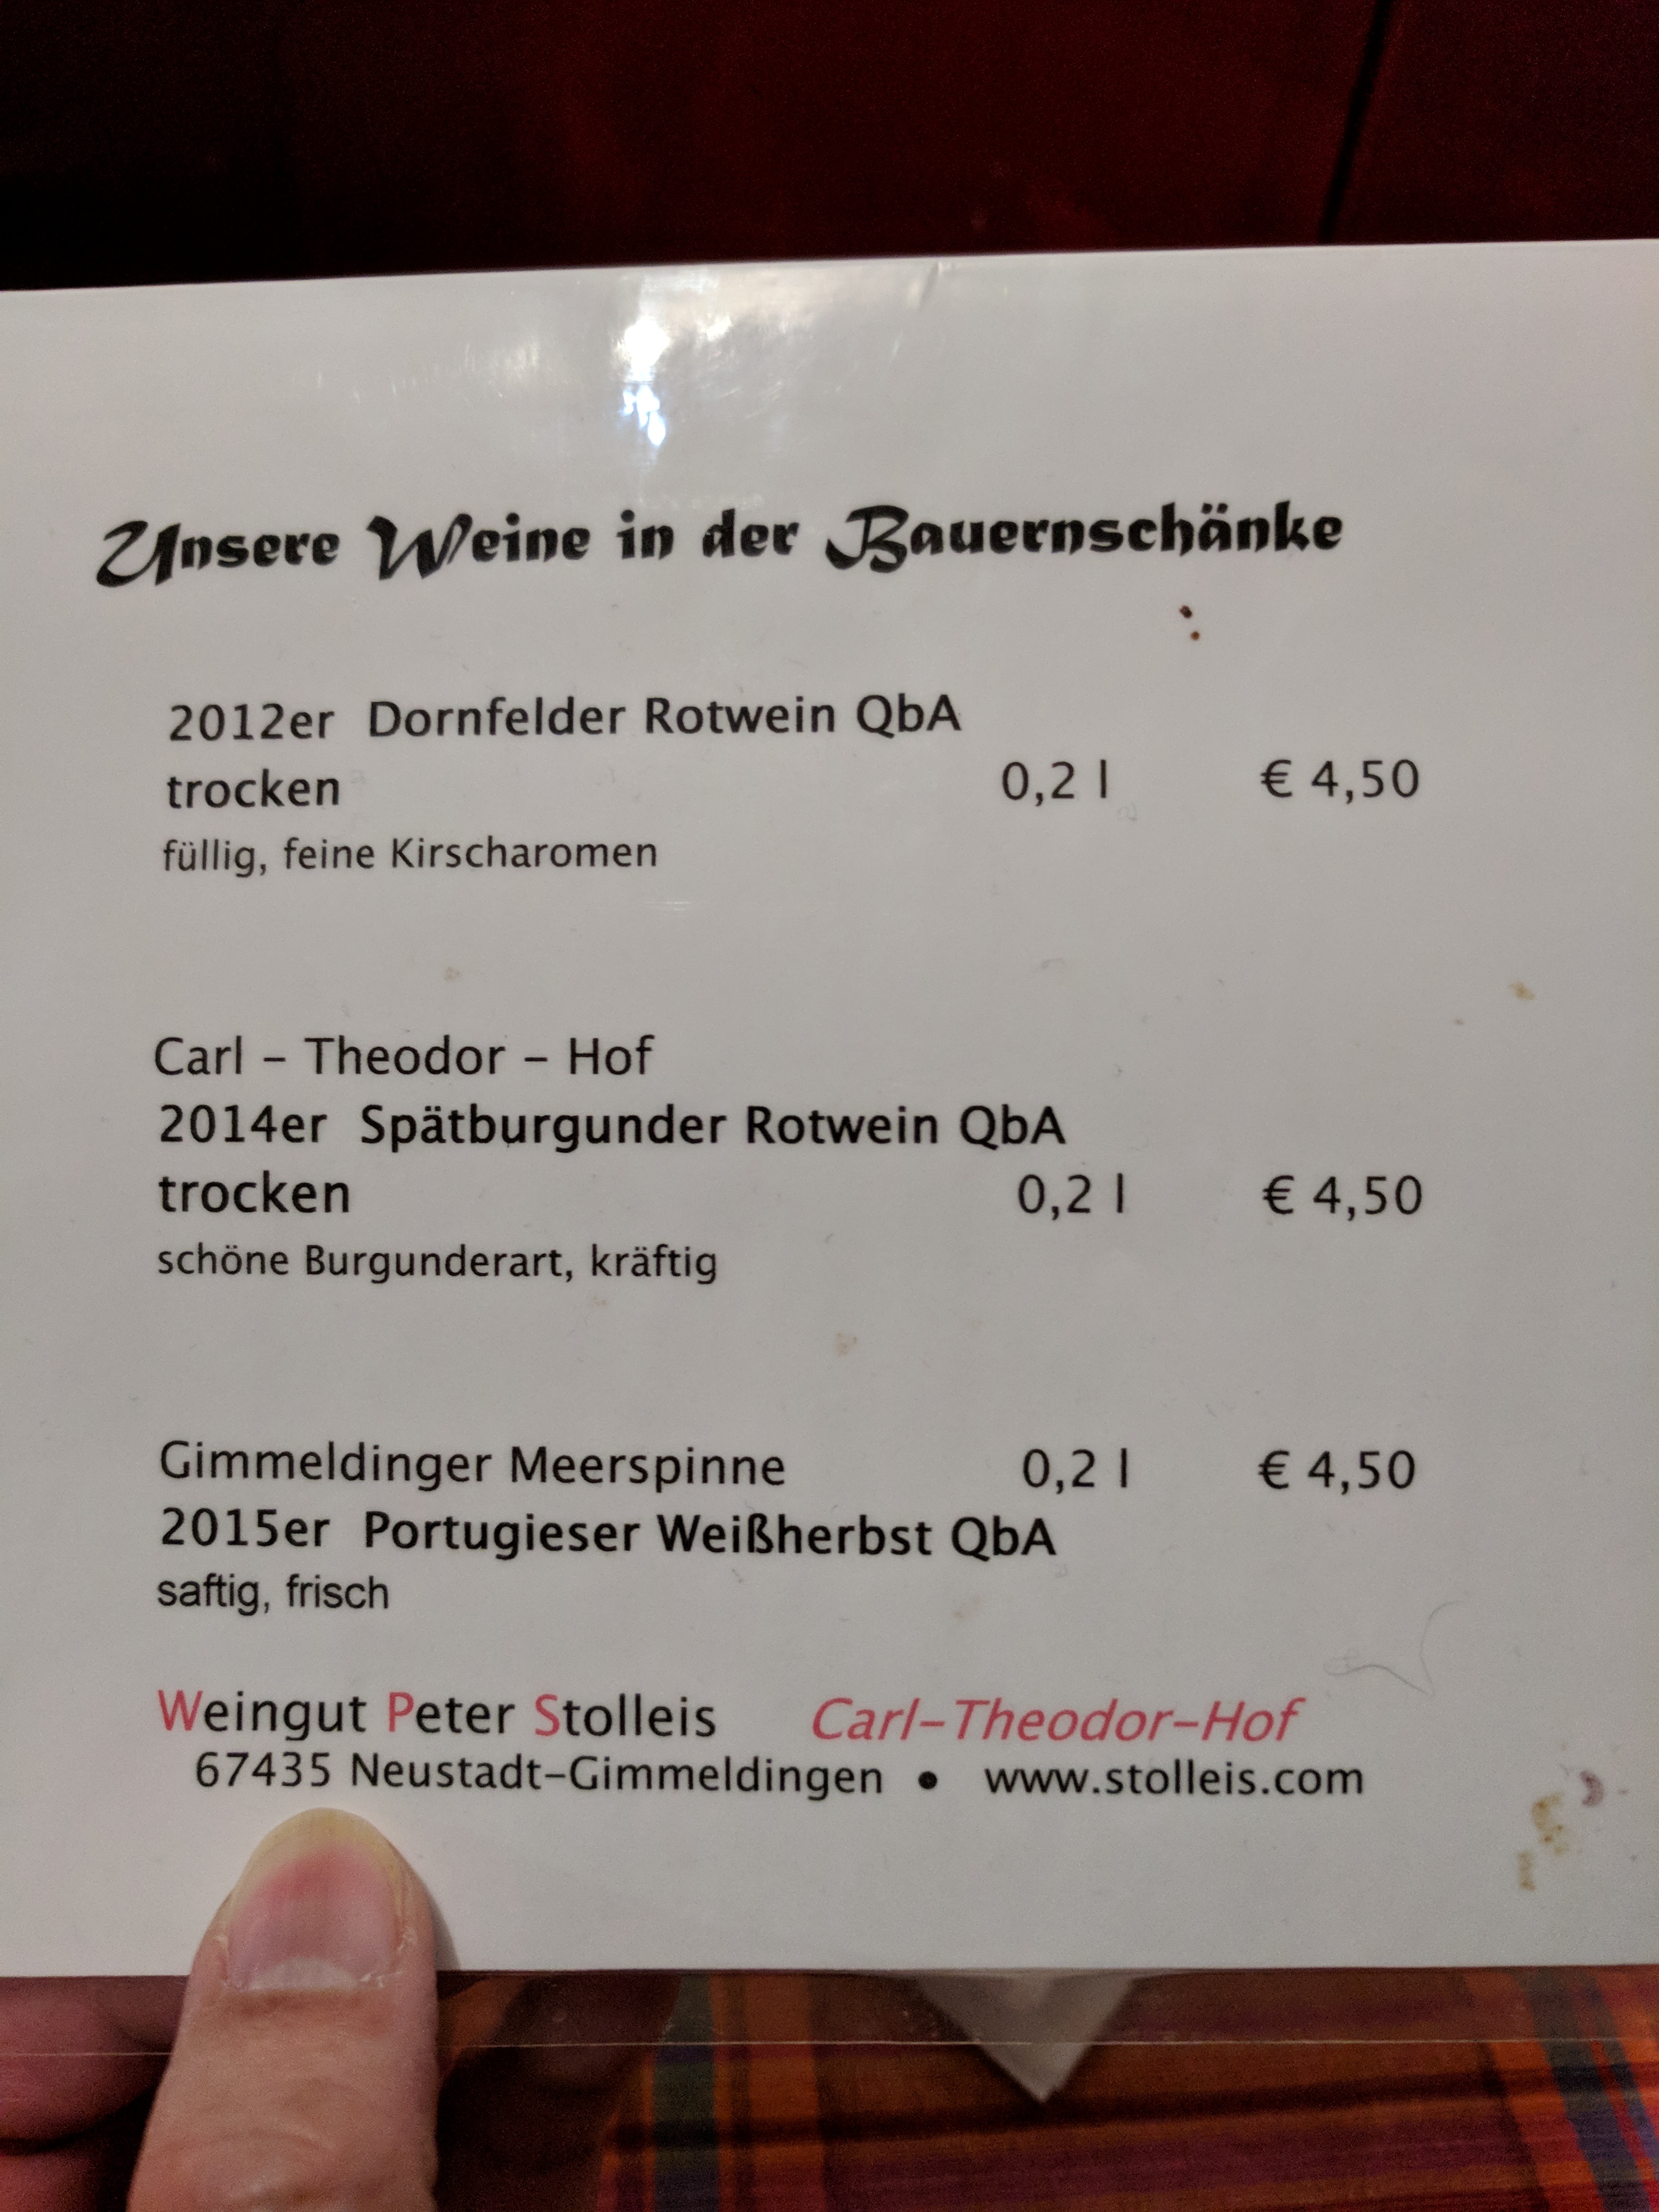 Unsere Weine in der Bauernschänke
2012er Dornfelder Rotwein QbA
trocken 0,2 l € 4,50
füllig, feine Kirscharomen
Carl – Theodor – Hof
2014er Spätburgunder Rotwein QbA
trocken 0,2 l € 4,50
schöne Burgunderart, kräftig
Gimmeldinger Meerspinne 0,2 l € 4,50
2015er Portugieser Weißherbst QbA
saftig, frisch
Weingut Peter Stolleis Carl–Theodor–Hof
67435 Neustadt–Gimmeldingen • www.stolleis.com